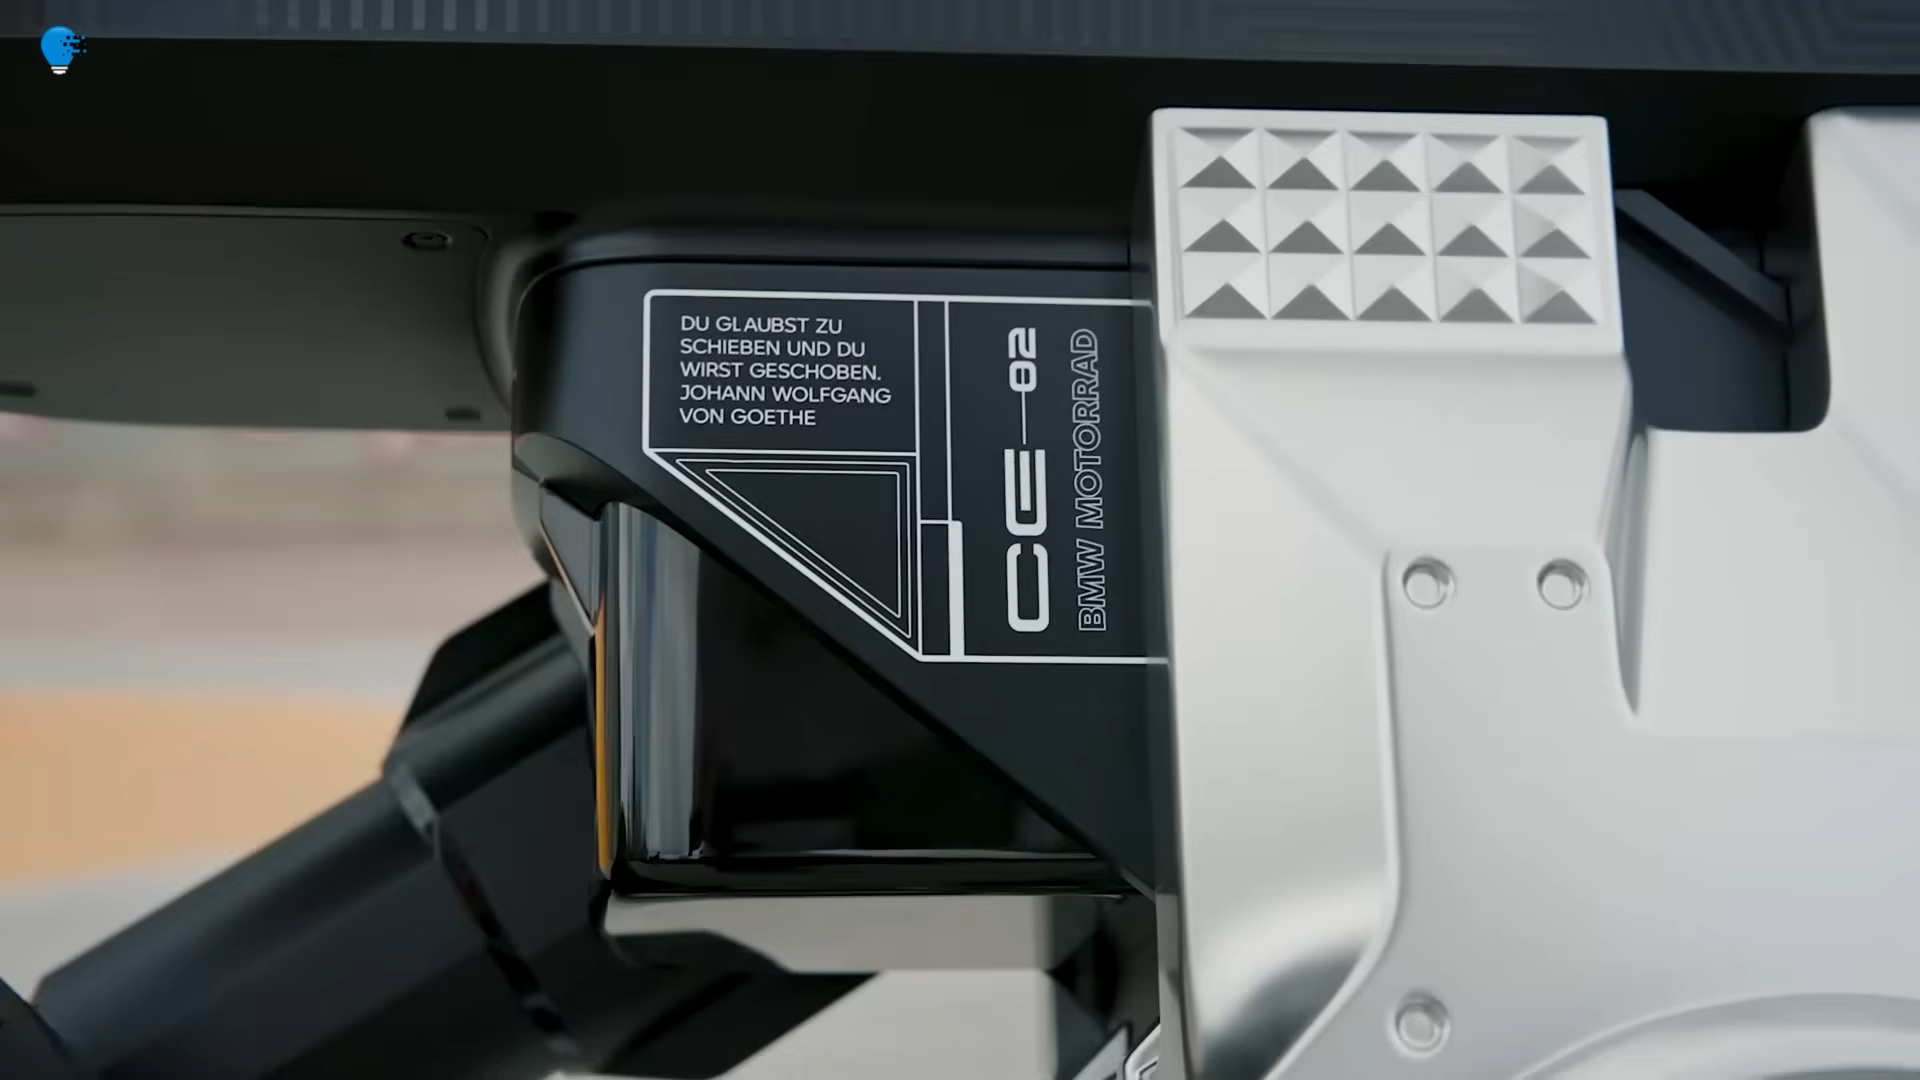 DU GLAUBST ZU
SCHIEBEN UND DU
WIRST GESCHOBEN.
JOHANN WOLFGANG
VON GOETHE
CE—02
BMW MOTORRAD